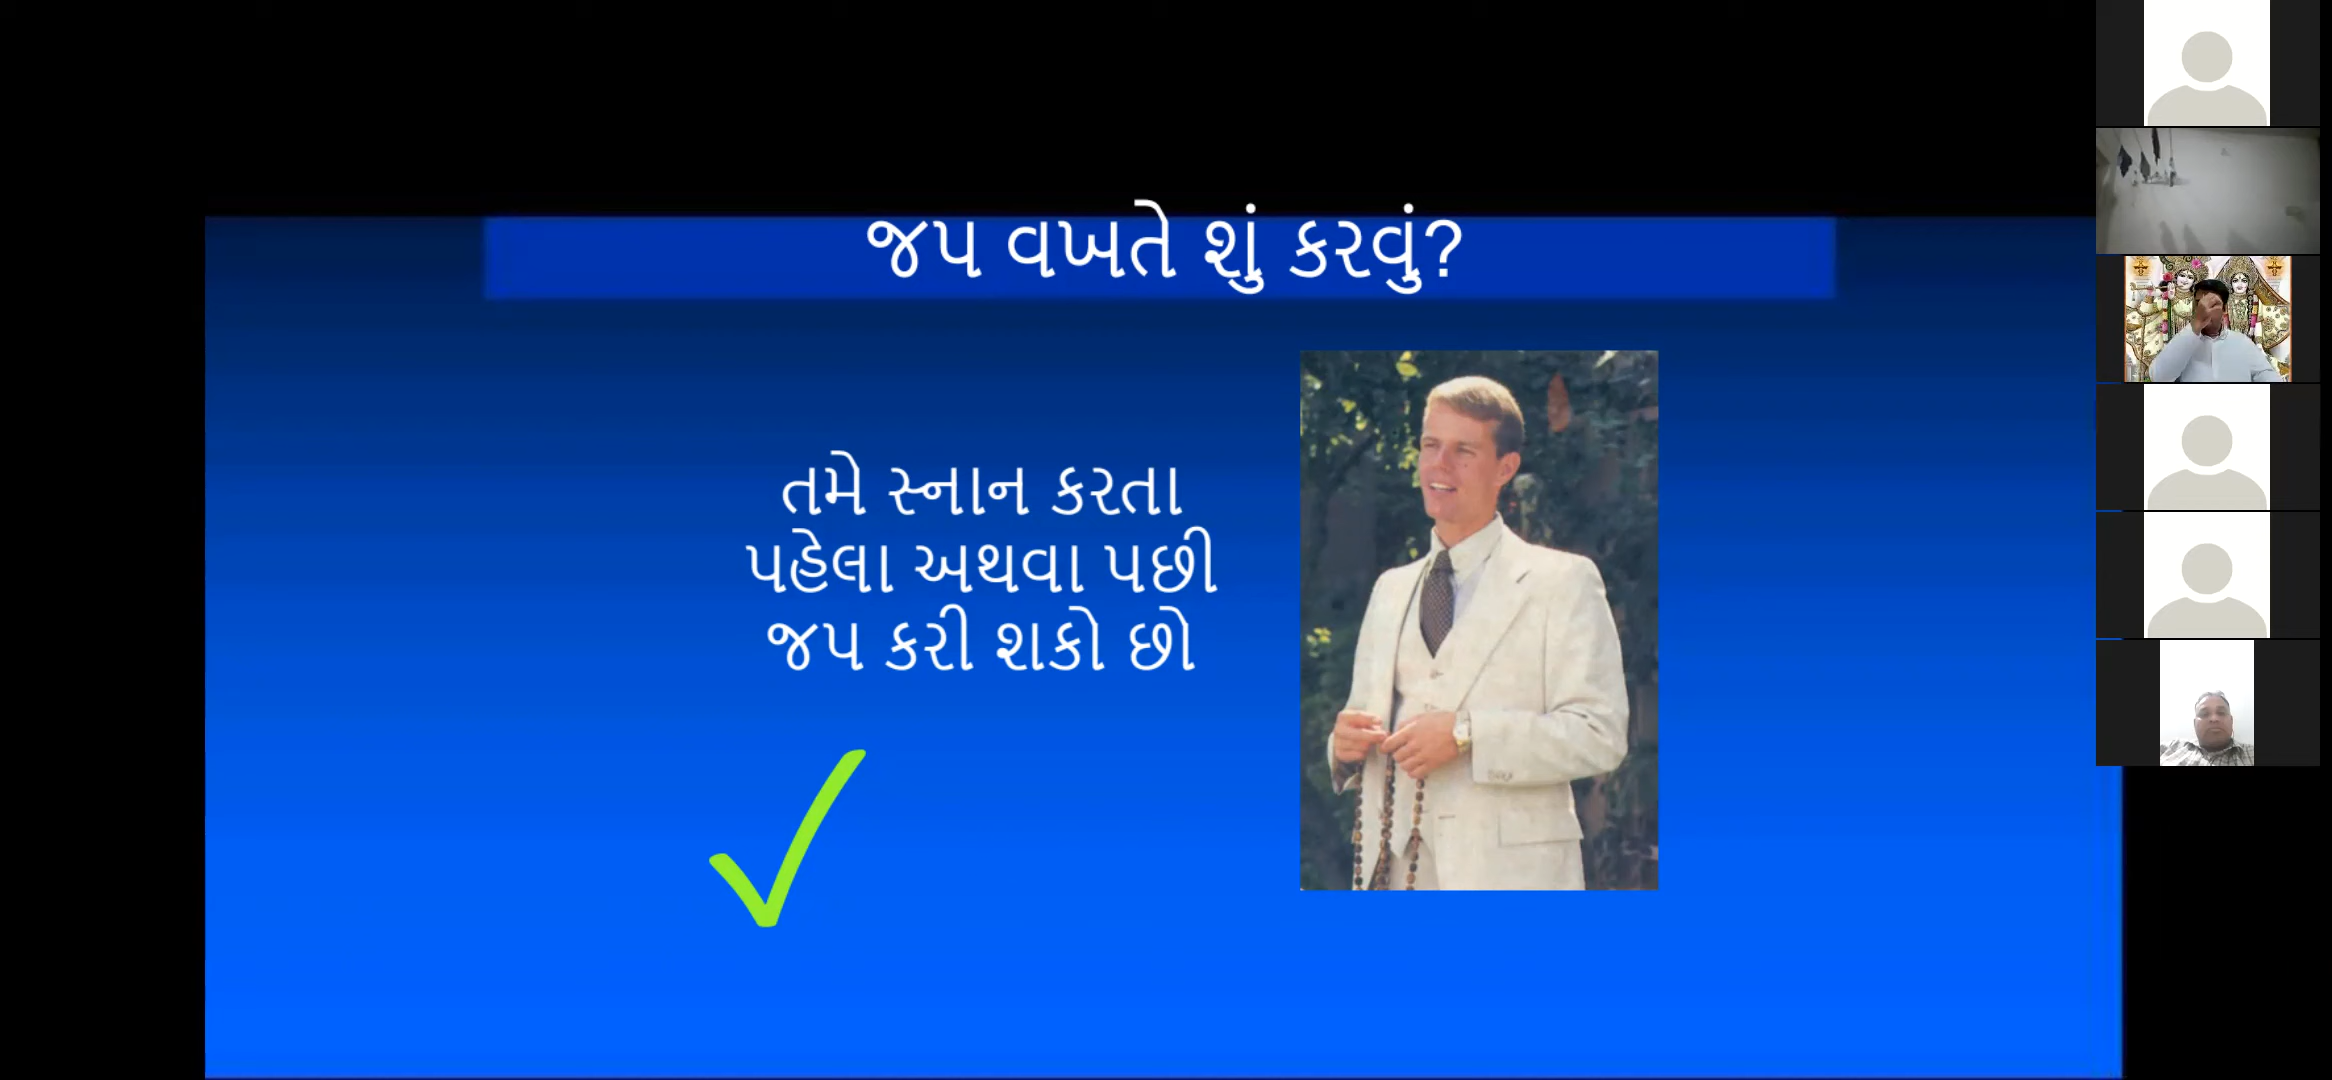 જપ વખતે શું કરવું?
તમે સ્નાન કરતા
પહેલા અથવા પછી
જપ કરી શકો છો